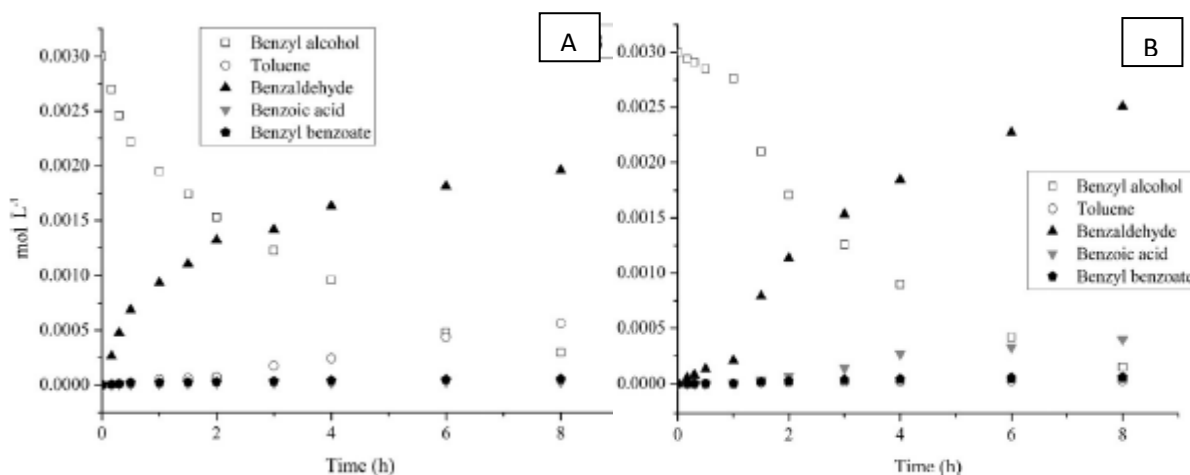 A
Benzyl alcohol
Toluene
Benzaldehyde
Benzoic acid
Benzyl benzoate
0.0030
0.0025
0.0020
0.0015
0.0010
0.0005
0.0000
mol L⁻¹
0 2 4 6 8
Time (h)
B
0.0030
0.0025
0.0020
0.0015
0.0010
0.0005
0.0000
Benzyl alcohol
Toluene
Benzaldehyde
Benzoic acid
Benzyl benzoate
0 2 4 6 8
Time (h)